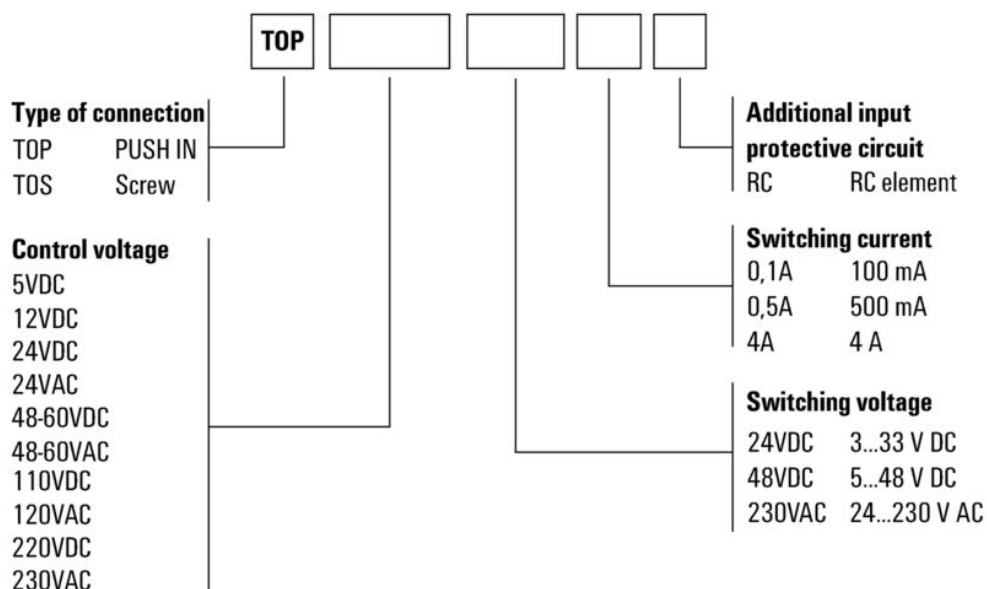 TOP
Type of connection
TOP PUSH IN
TOS Screw
Control voltage
5VDC
12VDC
24VDC
24VAC
48-60VDC
48-60VAC
110VDC
120VAC
220VDC
230VAC
Additional input
protective circuit
RC RC element
Switching current
0,1A 100 mA
0,5A 500 mA
4A 4 A
Switching voltage
24VDC 3...33 V DC
48VDC 5...48 V DC
230VAC 24...230 V AC